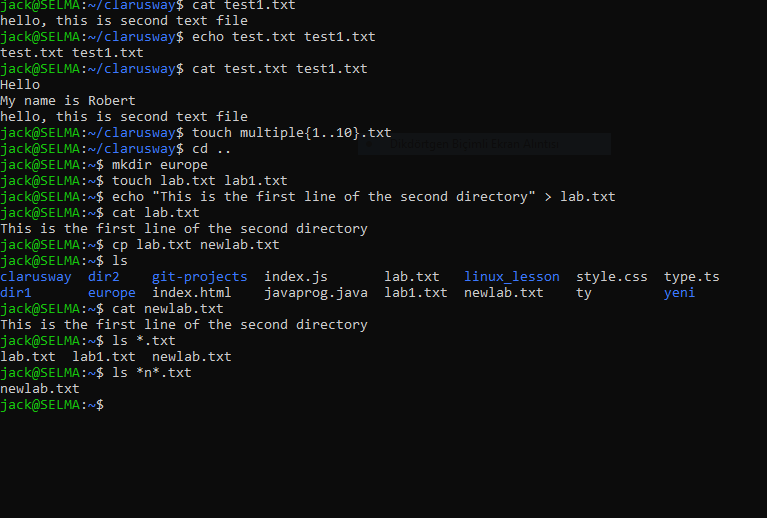 jack@SELMA:~/clarusway$ cat test1.txt
hello, this is second text file
jack@SELMA:~/clarusway$ echo test.txt test1.txt
test.txt test1.txt
jack@SELMA:~/clarusway$ cat test.txt test1.txt
Hello
My name is Robert
hello, this is second text file
jack@SELMA:~/clarusway$ touch multiple{1..10}.txt
jack@SELMA:~/clarusway$ cd ..
jack@SELMA:~$ mkdir europe
jack@SELMA:~$ touch lab.txt lab1.txt
jack@SELMA:~$ echo "This is the first line of the second directory" > lab.txt
jack@SELMA:~$ cat lab.txt
This is the first line of the second directory
jack@SELMA:~$ cp lab.txt newlab.txt
jack@SELMA:~$ ls
clarusway  dir2    git-projects  index.js       lab.txt   linux_lesson  style.css  type.ts
dir1       europe  index.html    javaprog.java  lab1.txt  newlab.txt    ty         yeni
jack@SELMA:~$ cat newlab.txt
This is the first line of the second directory
jack@SELMA:~$ ls *.txt
lab.txt  lab1.txt  newlab.txt
jack@SELMA:~$ ls *n*.txt
newlab.txt
jack@SELMA:~$